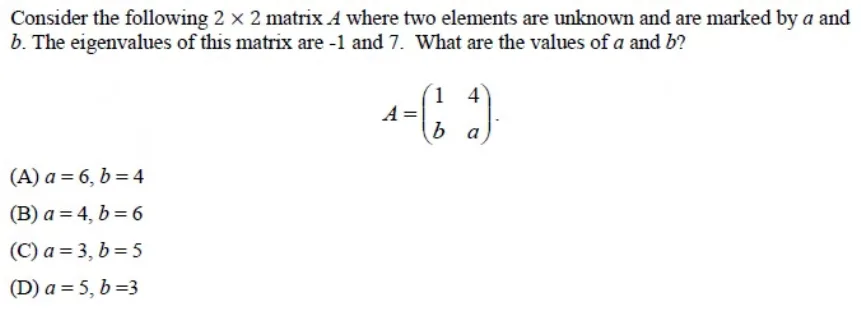 Consider the following 2 × 2 matrix A where two elements are unknown and are marked by a and
b. The eigenvalues of this matrix are -1 and 7. What are the values of a and b?
A = ( 1 4
b a ).
(A) a = 6, b = 4
(B) a = 4, b = 6
(C) a = 3, b = 5
(D) a = 5, b =3